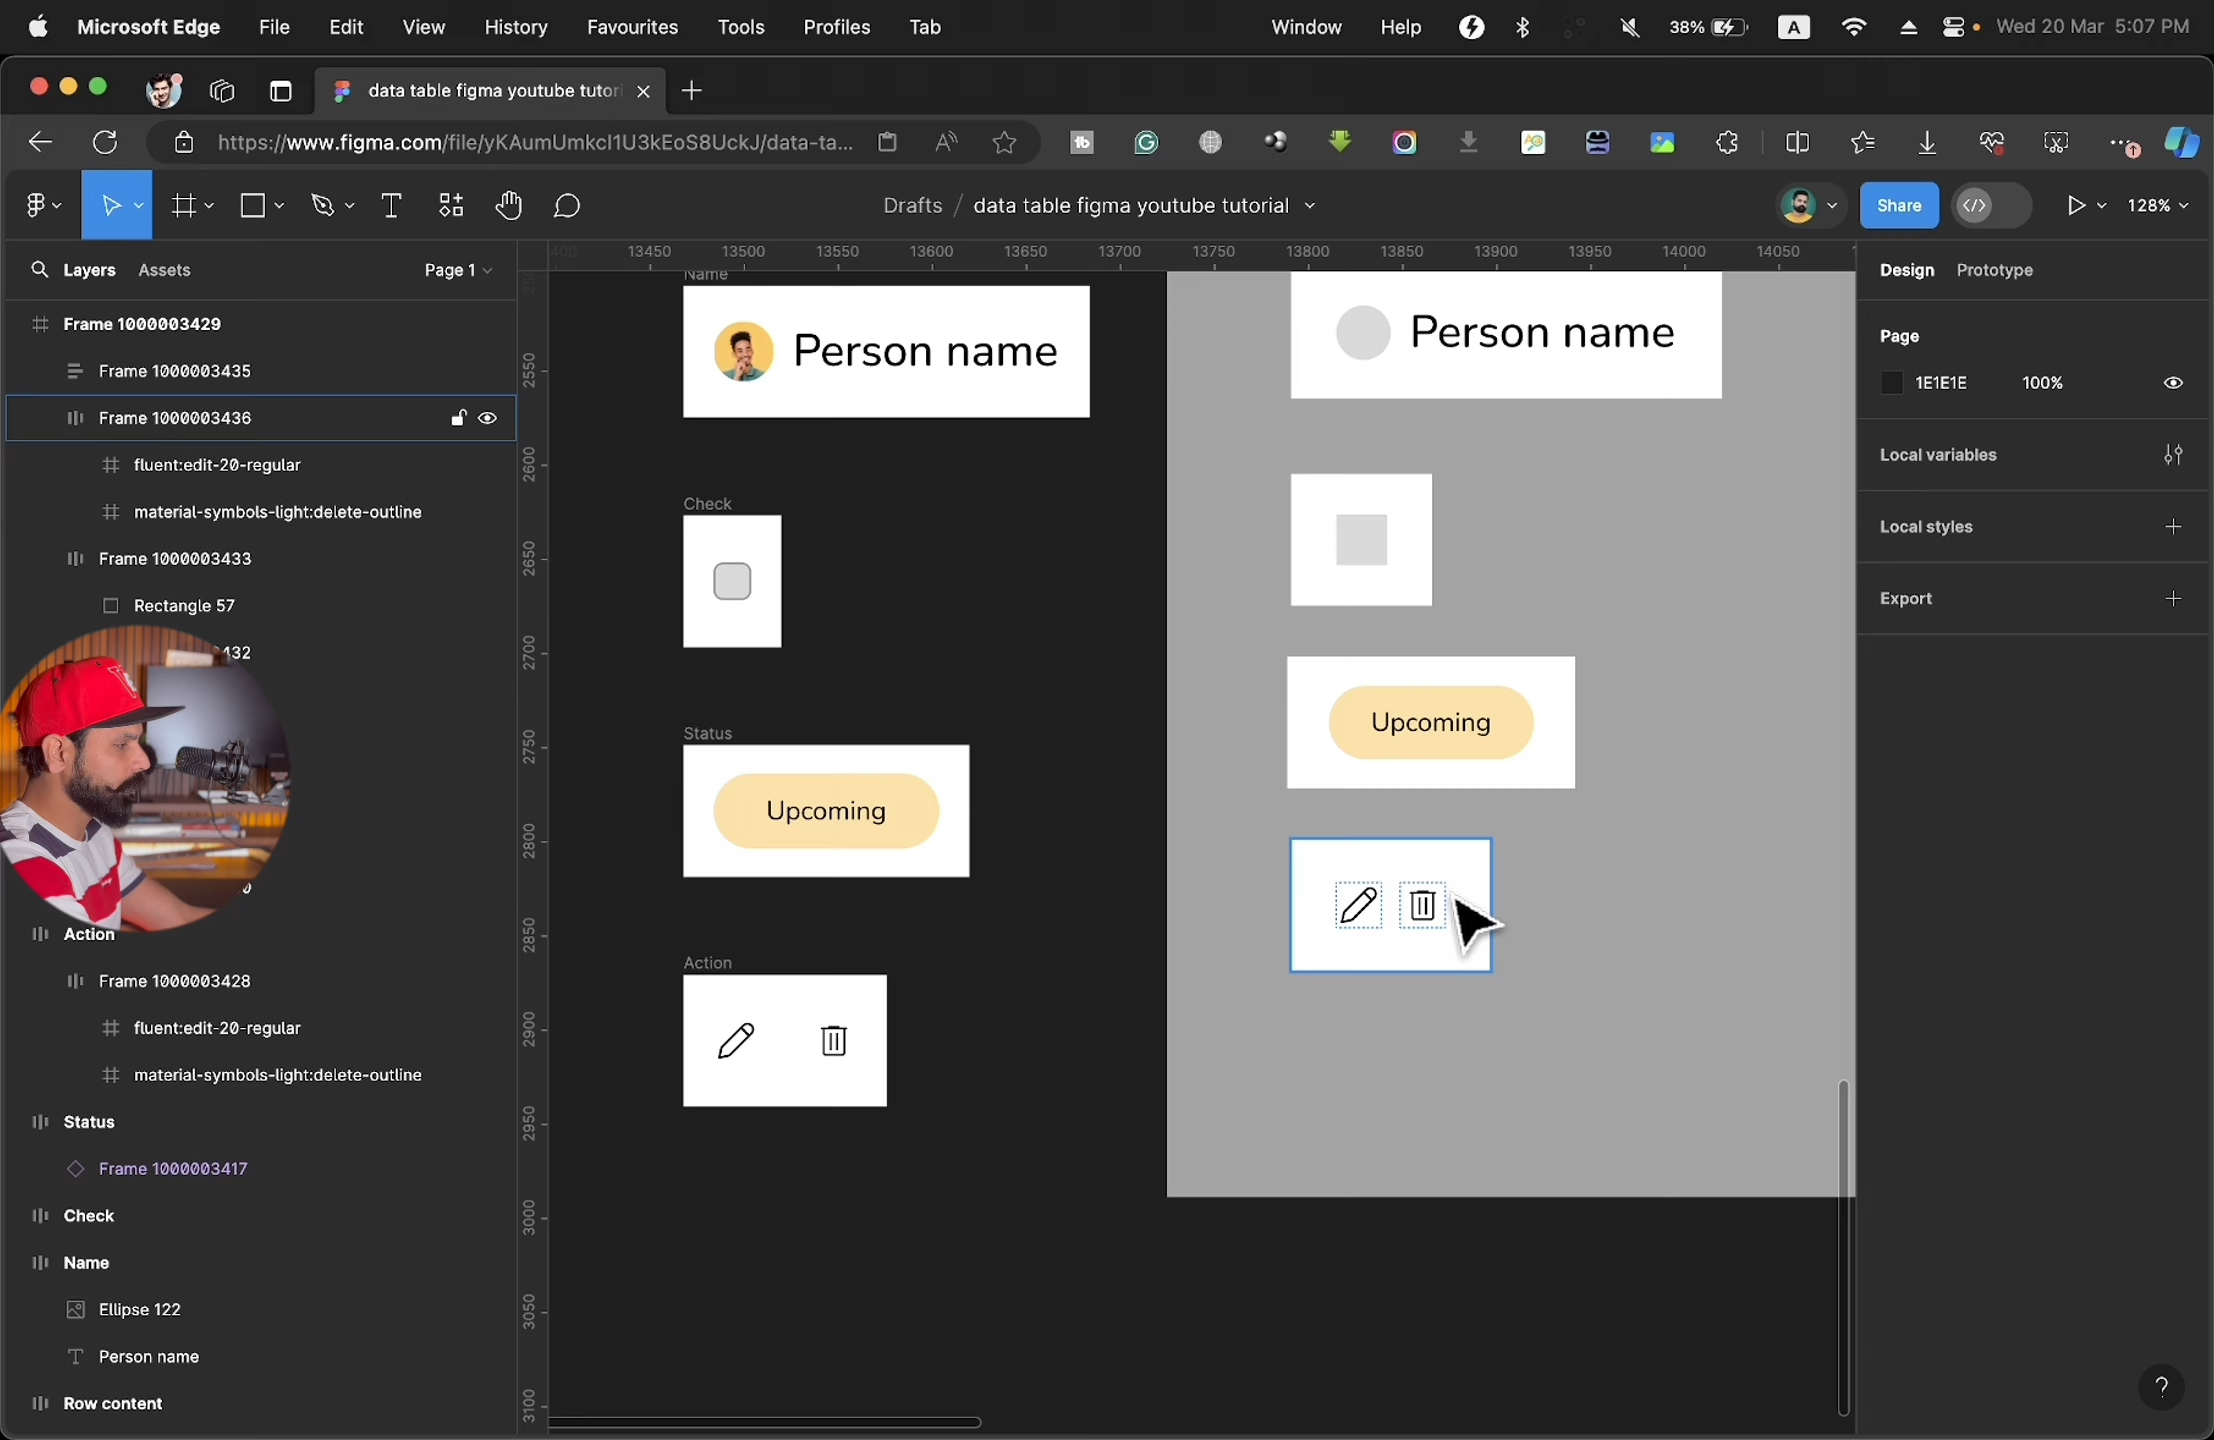 Microsoft Edge File Edit View History Favourites Tools Profiles Tab Window Help 38% A Wed 20 Mar 5:07 PM
data table figma youtube tutori
https://www.figma.com/file/yKAumUmkcI1U3kEoS8UckJ/data-ta...
Drafts / data table figma youtube tutorial Share 128%
Layers Assets Page 1
13450 13500 13550 13600 13650 13700 13750 13800 13850 13900 13950 14000 14050
Design Prototype
Frame 1000003429
Frame 1000003435
Frame 1000003436
fluent:edit-20-regular
material-symbols-light:delete-outline
Frame 1000003433
Rectangle 57
432
Action
Frame 1000003428
fluent:edit-20-regular
material-symbols-light:delete-outline
Status
Frame 1000003417
Check
Name
Ellipse 122
Person name
Row content
2550
2600
2650
2700
2750
2800
2850
2900
2950
3000
3050
3100
Name
Person name
Check
Status
Upcoming
Action
Person name
Upcoming
Page
1E1E1E 100%
Local variables
Local styles
Export
?